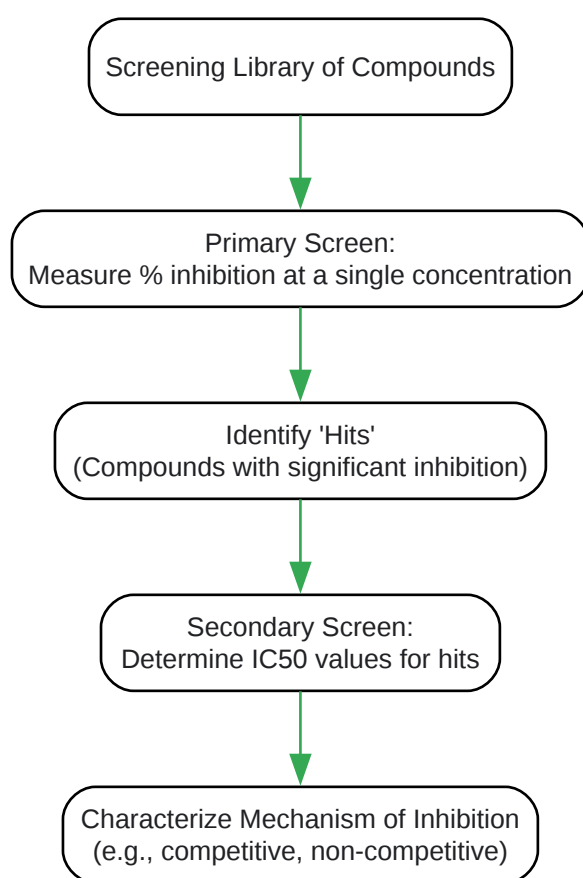 Screening Library of Compounds
Primary Screen:
Measure % inhibition at a single concentration
Identify 'Hits'
(Compounds with significant inhibition)
Secondary Screen:
Determine IC50 values for hits
Characterize Mechanism of Inhibition
(e.g., competitive, non-competitive)